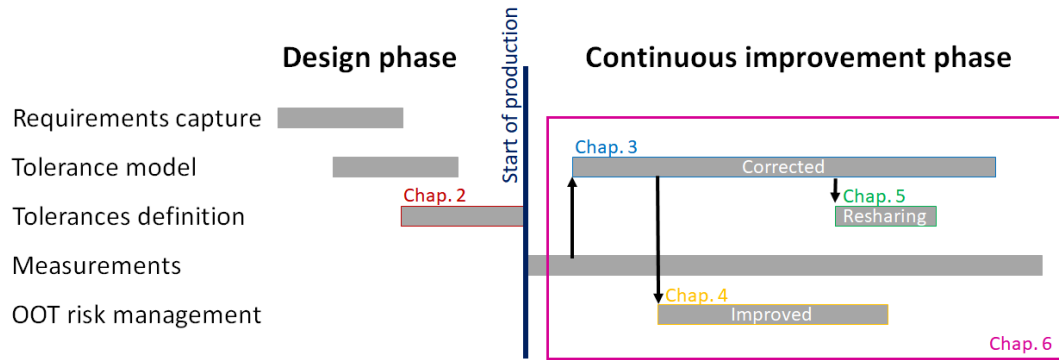 Design phase
Continuous improvement phase
Start of production
Requirements capture
Tolerance model
Chap. 3
Corrected
Tolerances definition
Chap. 2
Chap. 5
Resharing
Measurements
OOT risk management
Chap. 4
Improved
Chap. 6